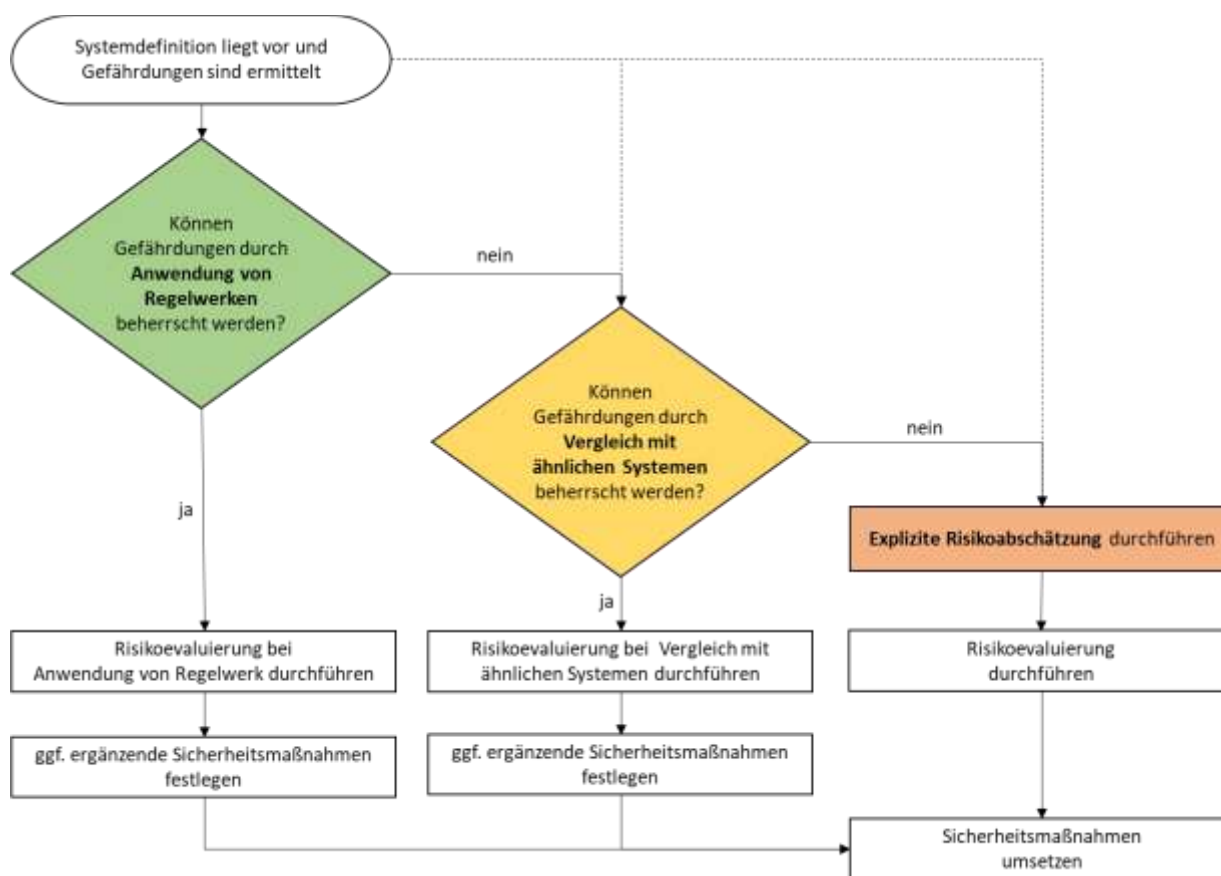 Systemdefinition liegt vor und
Gefährdungen sind ermittelt
Können
Gefährdungen durch
Anwendung von
Regelwerken
beherrscht werden?
nein
Können
Gefährdungen durch
Vergleich mit
ähnlichen Systemen
beherrscht werden?
nein
ja
Explizite Risikoabschätzung durchführen
ja
Risikoevaluierung bei
Anwendung von Regelwerk durchführen
Risikoevaluierung bei Vergleich mit
ähnlichen Systemen durchführen
Risikoevaluierung
durchführen
ggf. ergänzende Sicherheitsmaßnahmen
festlegen
ggf. ergänzende Sicherheitsmaßnahmen
festlegen
Sicherheitsmaßnahmen
umsetzen